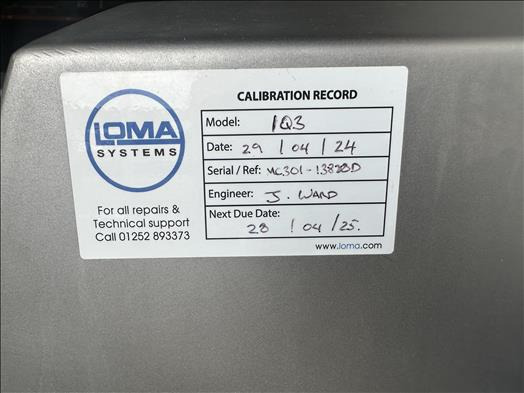 LOMA
SYSTEMS
For all repairs &
Technical support
Call 01252 893373
CALIBRATION RECORD
Model: IQ3
Date: 29 / 04 / 24
Serial / Ref:
Engineer: J. WARD
Next Due Date:
28 / 04 / 25.
www.loma.com